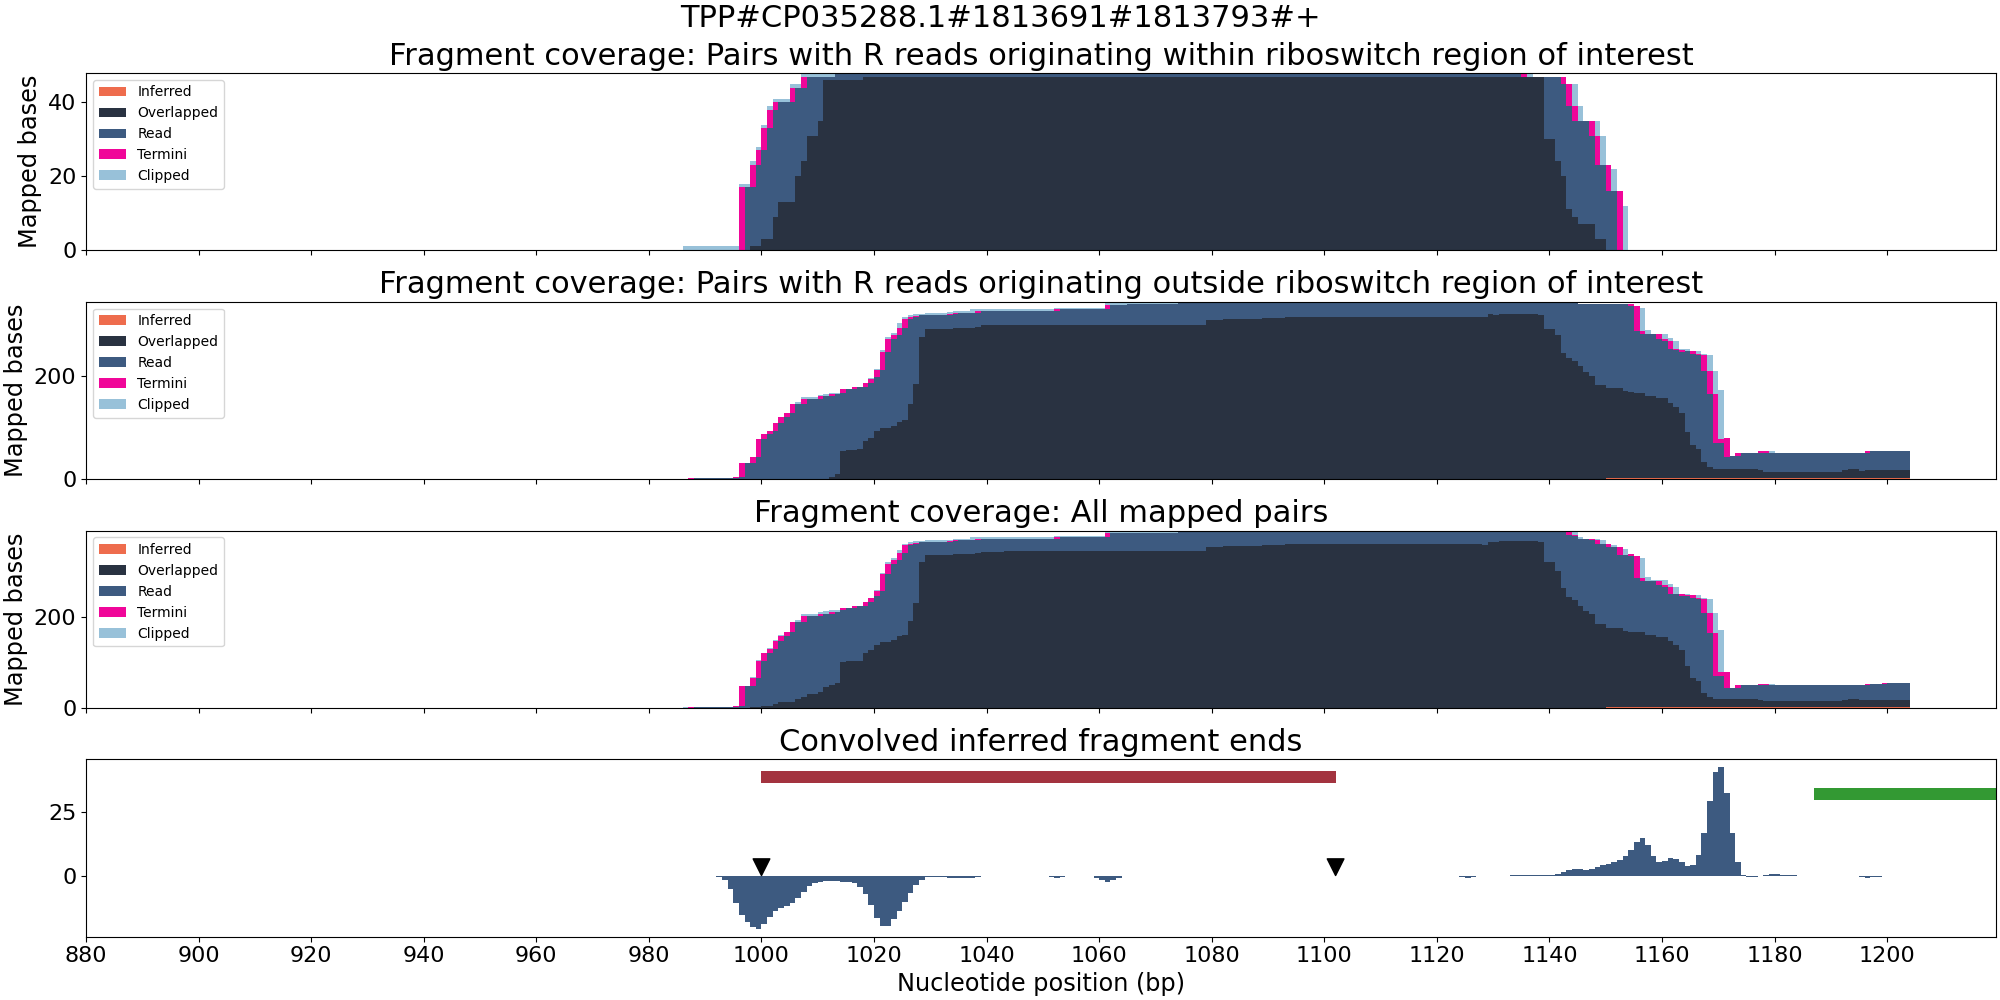 TPP#CP035288.1#1813691#1813793#+
Fragment coverage: Pairs with R reads originating within riboswitch region of interest
Mapped bases
40
20
0
Inferred
Overlapped
Read
Termini
Clipped
Fragment coverage: Pairs with R reads originating outside riboswitch region of interest
Mapped bases
200
0
Inferred
Overlapped
Read
Termini
Clipped
Fragment coverage: All mapped pairs
Mapped bases
200
0
Inferred
Overlapped
Read
Termini
Clipped
Convolved inferred fragment ends
25
0
880 900 920 940 960 980 1000 1020 1040 1060 1080 1100 1120 1140 1160 1180 1200
Nucleotide position (bp)